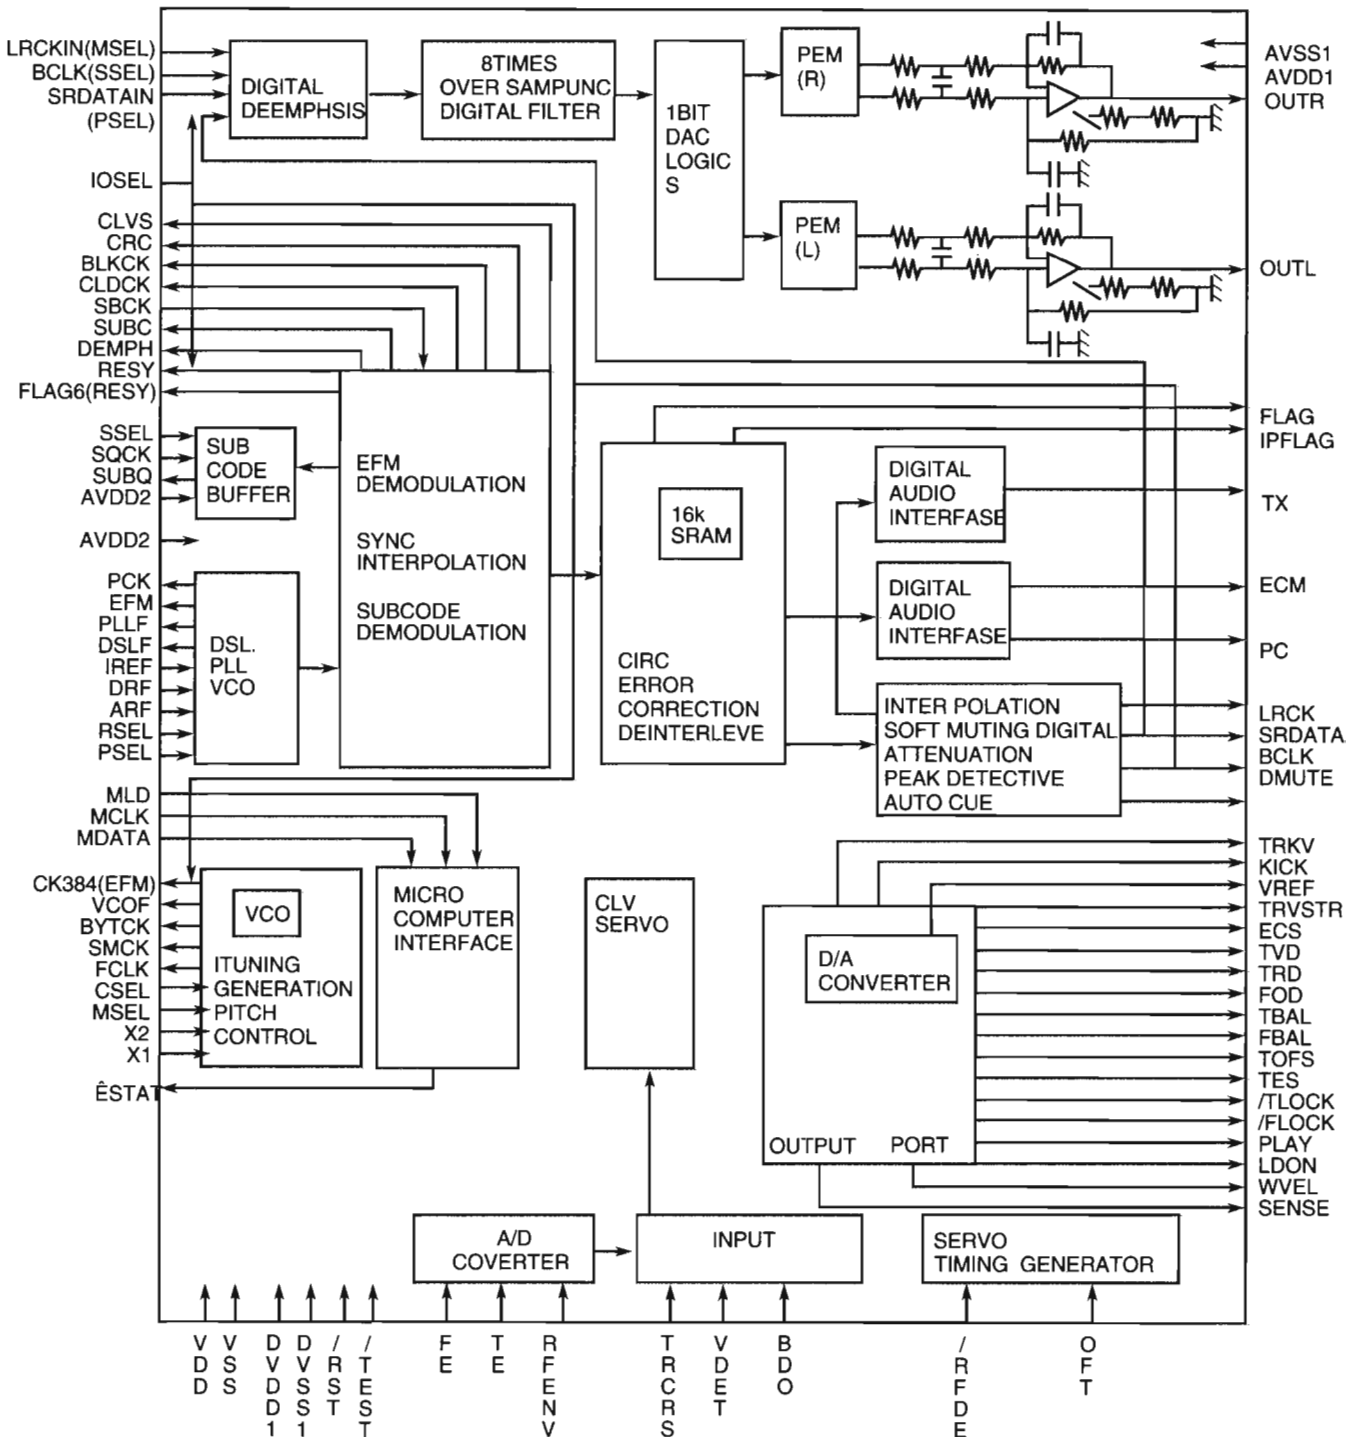 LRCKIN(MSEL)
BCLK(SSEL)
SRDATAIN
(PSEL)
IOSEL
CLVS
CRC
BLKCK
CLDCK
SBCK
SUBC
DEMPH
RESY
FLAG6(RESY)
SSEL
SQCK
SUBQ
AVDD2
AVDD2
PCK
EFM
PLLF
DSLF
IREF
DRF
ARF
RSEL
PSEL
MLD
MCLK
MDATA
CK384(EFM)
VCOF
BYTCK
SMCK
FCLK
CSEL
MSEL
X2
X1
ÊSTAT
DIGITAL
DEEMPHSIS
8TIMES
OVER SAMPUNC
DIGITAL FILTER
1BIT
DAC
LOGIC
S
PEM
(R)
PEM
(L)
SUB
CODE
BUFFER
EFM
DEMODULATION
SYNC
INTERPOLATION
SUBCODE
DEMODULATION
DSL.
PLL
VCO
16k
SRAM
CIRC
ERROR
CORRECTION
DEINTERLEVE
DIGITAL
AUDIO
INTERFASE
DIGITAL
AUDIO
INTERFASE
INTER POLATION
SOFT MUTING DIGITAL
ATTENUATION
PEAK DETECTIVE
AUTO CUE
VCO
ITUNING
GENERATION
PITCH
CONTROL
MICRO
COMPUTER
INTERFACE
CLV
SERVO
D/A
CONVERTER
OUTPUT PORT
A/D
COVERTER
INPUT
SERVO
TIMING GENERATOR
AVSS1
AVDD1
OUTR
OUTL
FLAG
IPFLAG
TX
ECM
PC
LRCK
SRDATA
BCLK
DMUTE
TRKV
KICK
VREF
TRVSTR
ECS
TVD
TRD
FOD
TBAL
FBAL
TOFS
TES
/TLOCK
/FLOCK
PLAY
LDON
WVEL
SENSE
VDD
VSS
DVDD1
DVSS1
/RST
/TEST
FE
TE
RFENV
TRCRS
VDET
BDO
/RFDE
OFT